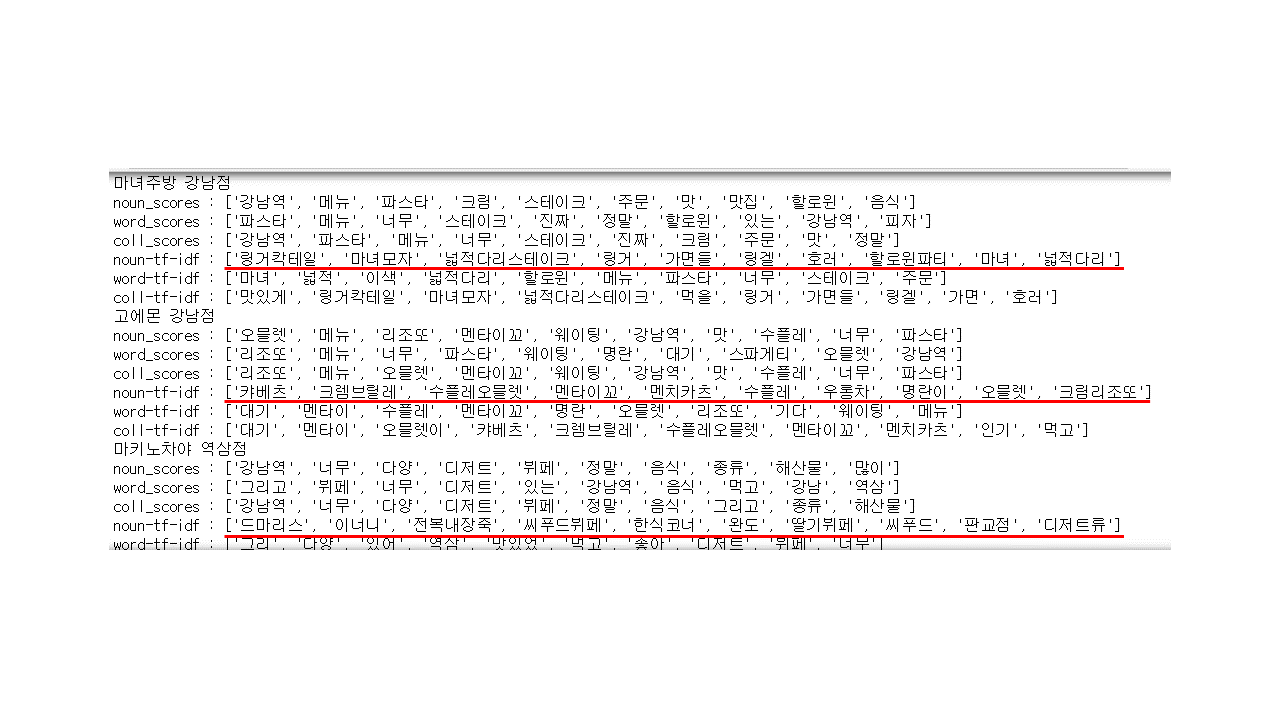 마녀주방 강남점
noun_scores : ['강남역', '메뉴', '파스타', '크림', '스테이크', '주문', '맛', '맛집', '할로윈', '음식']
word_scores : ['파스타', '메뉴', '너무', '스테이크', '진짜', '정말', '할로윈', '있는', '강남역', '피자']
coll_scores : ['강남역', '파스타', '메뉴', '너무', '스테이크', '진짜', '크림', '주문', '맛', '정말']
noun-tf-idf : ['링거칵테일', '마녀모자', '넓적다리스테이크', '링거', '가면들', '링겔', '호러', '할로윈파티', '마녀', '넓적다리']
word-tf-idf : ['마녀', '넓적', '이색', '넓적다리', '할로윈', '메뉴', '파스타', '너무', '스테이크', '주문']
coll-tf-idf : ['맛있게', '링거칵테일', '마녀모자', '넓적다리스테이크', '먹을', '링거', '가면들', '링겔', '가면', '호러']
고에몬 강남점
noun_scores : ['오믈렛', '메뉴', '리조또', '멘타이꼬', '웨이팅', '강남역', '맛', '수플레', '너무', '파스타']
word_scores : ['리조또', '메뉴', '너무', '파스타', '웨이팅', '명란', '대기', '스파게티', '오믈렛', '강남역']
coll_scores : ['리조또', '메뉴', '오믈렛', '멘타이꼬', '웨이팅', '강남역', '맛', '수플레', '너무', '파스타']
noun-tf-idf : ['캬베츠', '크렘브륄레', '수플레오믈렛', '멘타이꼬', '멘치카츠', '수플레', '우롱차', '명란이', '오믈렛', '크림리조또']
word-tf-idf : ['대기', '멘타이', '수플레', '멘타이꼬', '명란', '오믈렛', '리조또', '기다', '웨이팅', '메뉴']
coll-tf-idf : ['대기', '멘타이', '오믈렛이', '캬베츠', '크렘브륄레', '수플레오믈렛', '멘타이꼬', '멘치카츠', '인기', '먹고']
마키노차야 역삼점
noun_scores : ['강남역', '너무', '다양', '디저트', '뷔페', '정말', '음식', '종류', '해산물', '많이']
word_scores : ['그리고', '뷔페', '너무', '디저트', '있는', '강남역', '음식', '먹고', '강남', '역삼']
coll_scores : ['강남역', '너무', '다양', '디저트', '뷔페', '정말', '음식', '그리고', '종류', '해산물']
noun-tf-idf : ['드마리스', '이너니', '전복내장죽', '씨푸드뷔페', '한식코너', '완도', '딸기뷔페', '씨푸드', '판교점', '디저트류']
word-tf-idf : ['그리', '다양', '있어', '역삼', '맛있었', '먹고', '좋아', '디저트', '뷔페', '너무']